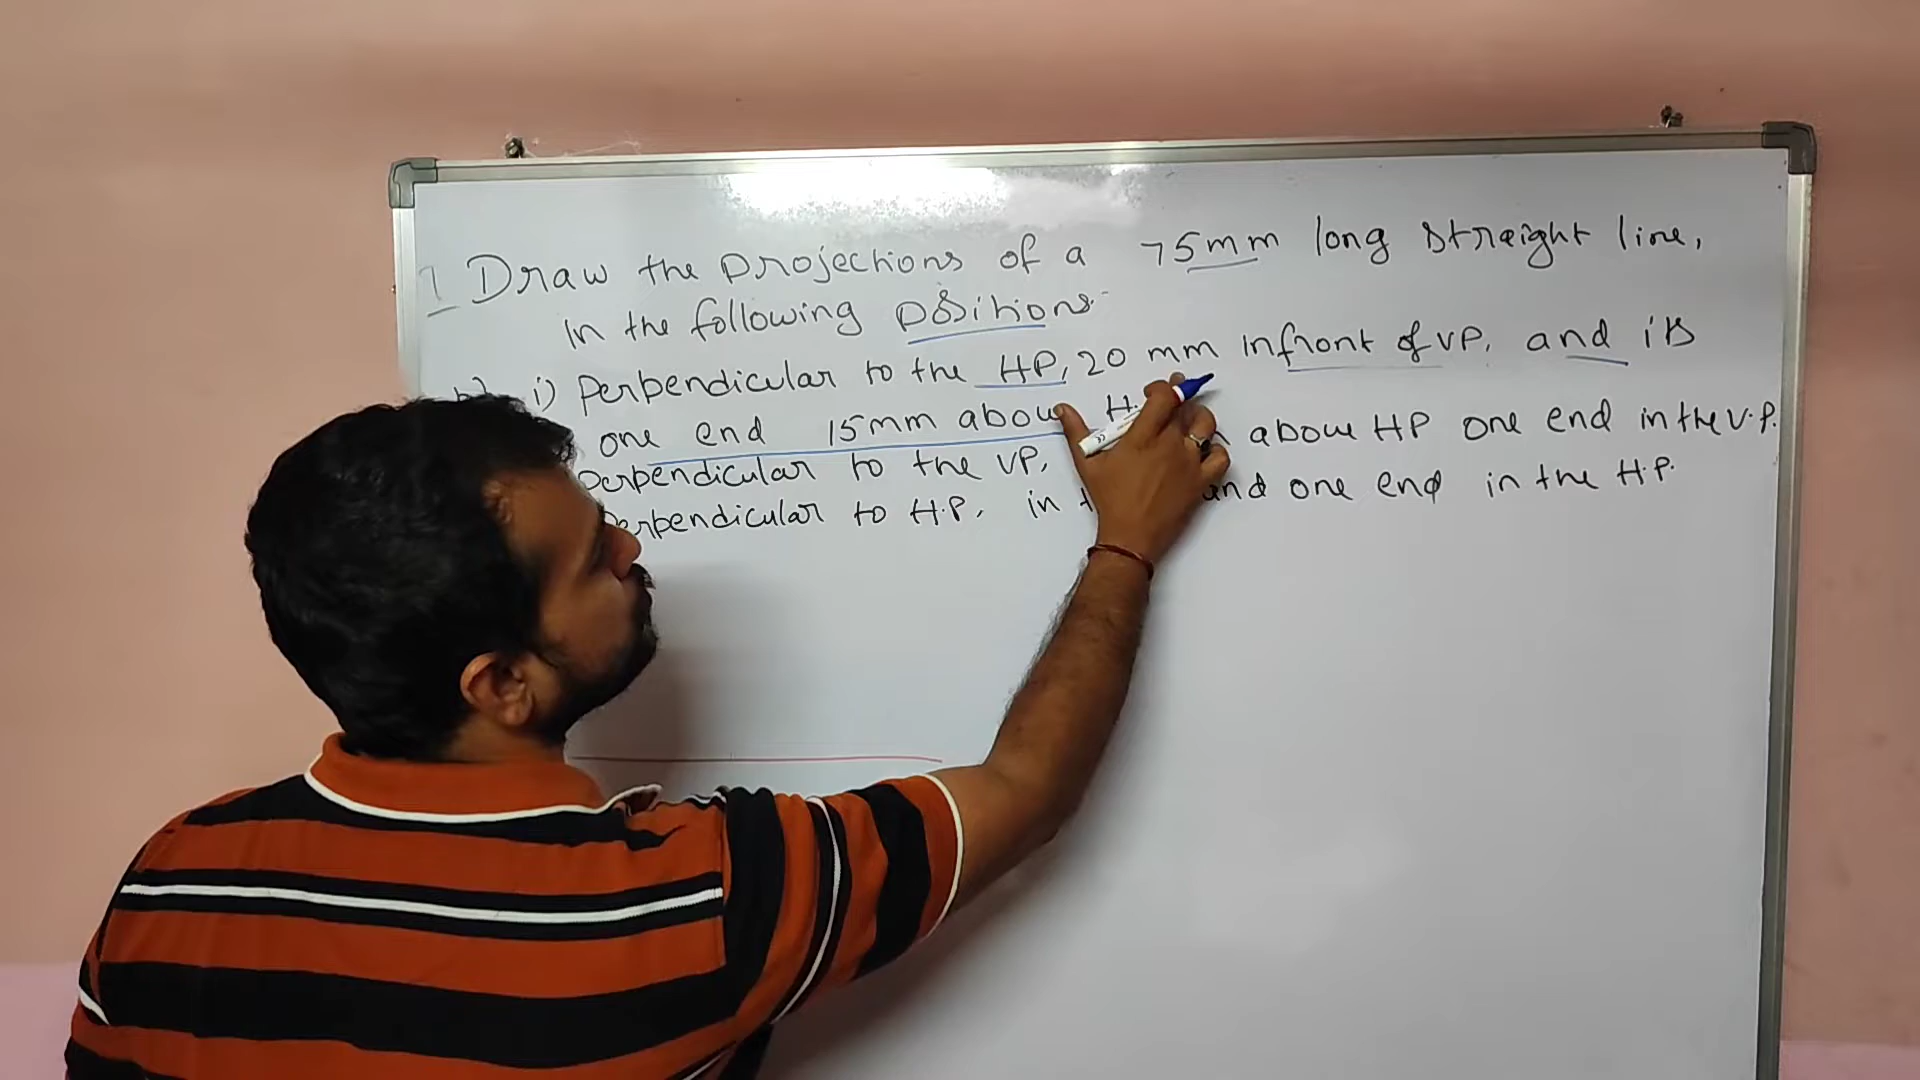 1 Draw the projections of a 75mm long straight line,
in the following positions.
i) perpendicular to the HP, 20 mm infront of VP, and its
one end 15mm above H.
perpendicular to the VP, above HP one end in the V.P.
perpendicular to H.P, in and one end in the H.P.